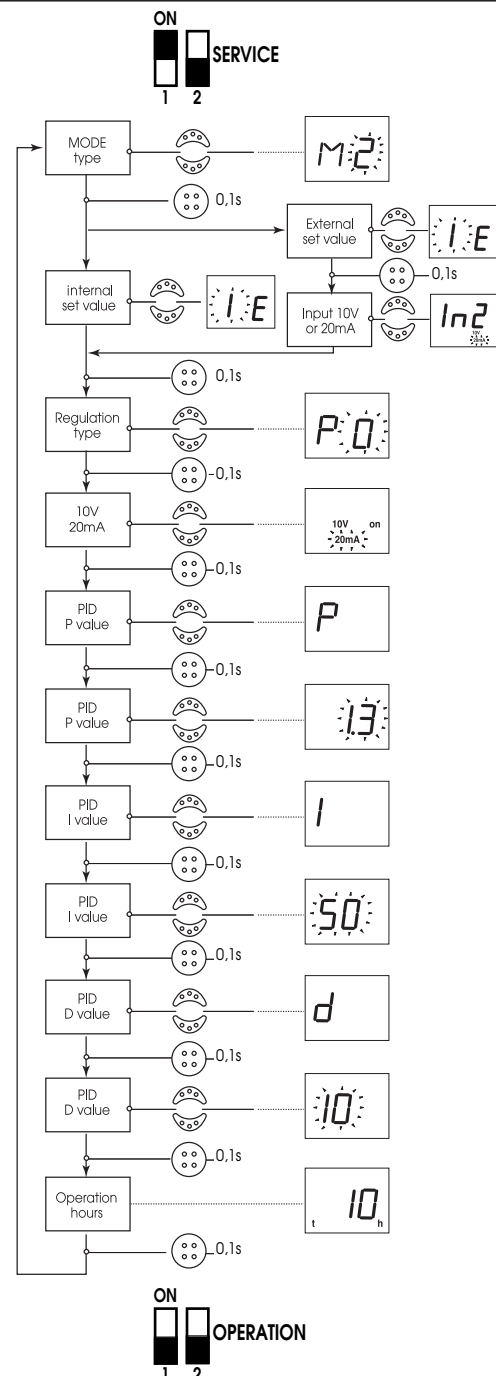 ON
SERVICE
1 2
MODE
type
M2
0,1s
External
set value
I E
0,1s
internal
set value
I E
Input 10V
or 20mA
In2
10V
20mA
0,1s
Regulation
type
P 0
0,1s
10V
20mA
10V on
20mA
0,1s
PID
P value
P
0,1s
PID
P value
1.3
0,1s
PID
I value
I
0,1s
PID
I value
50
0,1s
PID
D value
d
0,1s
PID
D value
10
0,1s
Operation
hours
t 10 h
0,1s
ON
OPERATION
1 2